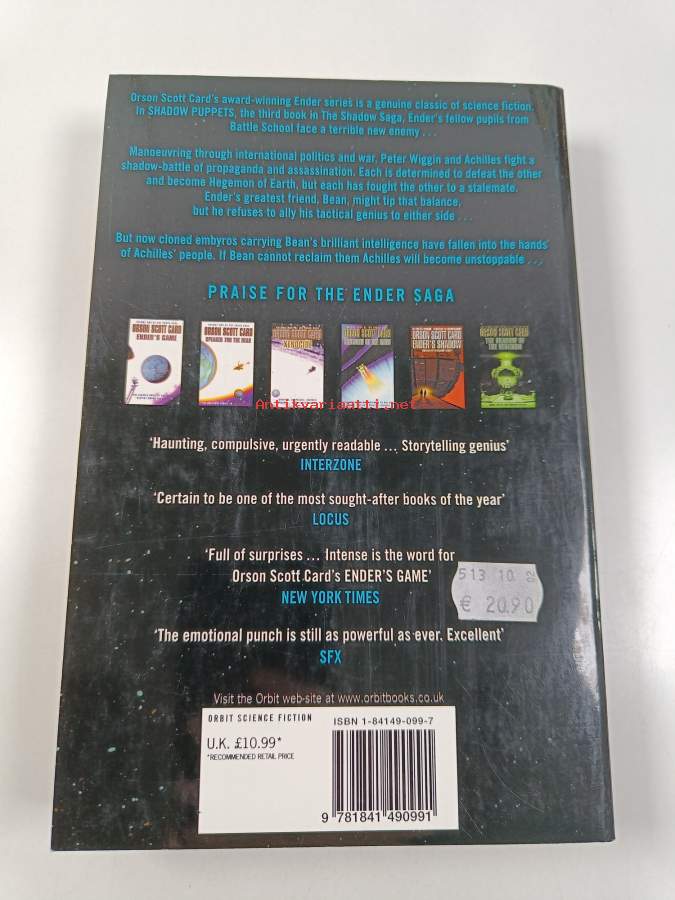 Orson Scott Card's award-winning Ender series is a genuine classic of science fiction.
In SHADOW PUPPETS, the third book in The Shadow Saga, Ender's fellow pupils from
Battle School face a terrible new enemy . . .
Manoeuvring through international politics and war, Peter Wiggin and Achilles fight a
shadow-battle of propaganda and assassination. Each is determined to defeat the other
and become Hegemon of Earth, but each has fought the other to a stalemate.
Ender's greatest friend, Bean, might tip that balance,
but he refuses to ally his tactical genius to either side . . .
But now cloned embyros carrying Bean's brilliant intelligence have fallen into the hands
of Achilles' people. If Bean cannot reclaim them Achilles will become unstoppable . . .
PRAISE FOR THE ENDER SAGA
ORSON SCOTT CARD
ENDER'S GAME
ORSON SCOTT CARD
SPEAKER FOR THE DEAD
ORSON SCOTT CARD
XENOCIDE
ORSON SCOTT CARD
CHILDREN OF THE MIND
ORSON SCOTT CARD
ENDER'S SHADOW
ORSON SCOTT CARD
THE SHADOW OF
THE HEGEMON
Antikvariaatti.net
'Haunting, compulsive, urgently readable ... Storytelling genius'
INTERZONE
'Certain to be one of the most sought-after books of the year'
LOCUS
'Full of surprises ... Intense is the word for
Orson Scott Card's ENDER'S GAME'
NEW YORK TIMES
513 10 02
€ 20.90
'The emotional punch is still as powerful as ever. Excellent'
SFX
Visit the Orbit web-site at www.orbitbooks.co.uk
ORBIT SCIENCE FICTION
U.K. £10.99*
*RECOMMENDED RETAIL PRICE
ISBN 1-84149-099-7
9 781841 490991